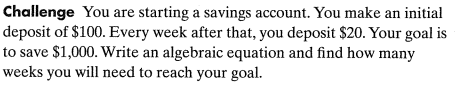 Challenge You are starting a savings account. You make an initial
deposit of $100. Every week after that, you deposit $20. Your goal is
to save $1,000. Write an algebraic equation and find how many
weeks you will need to reach your goal.